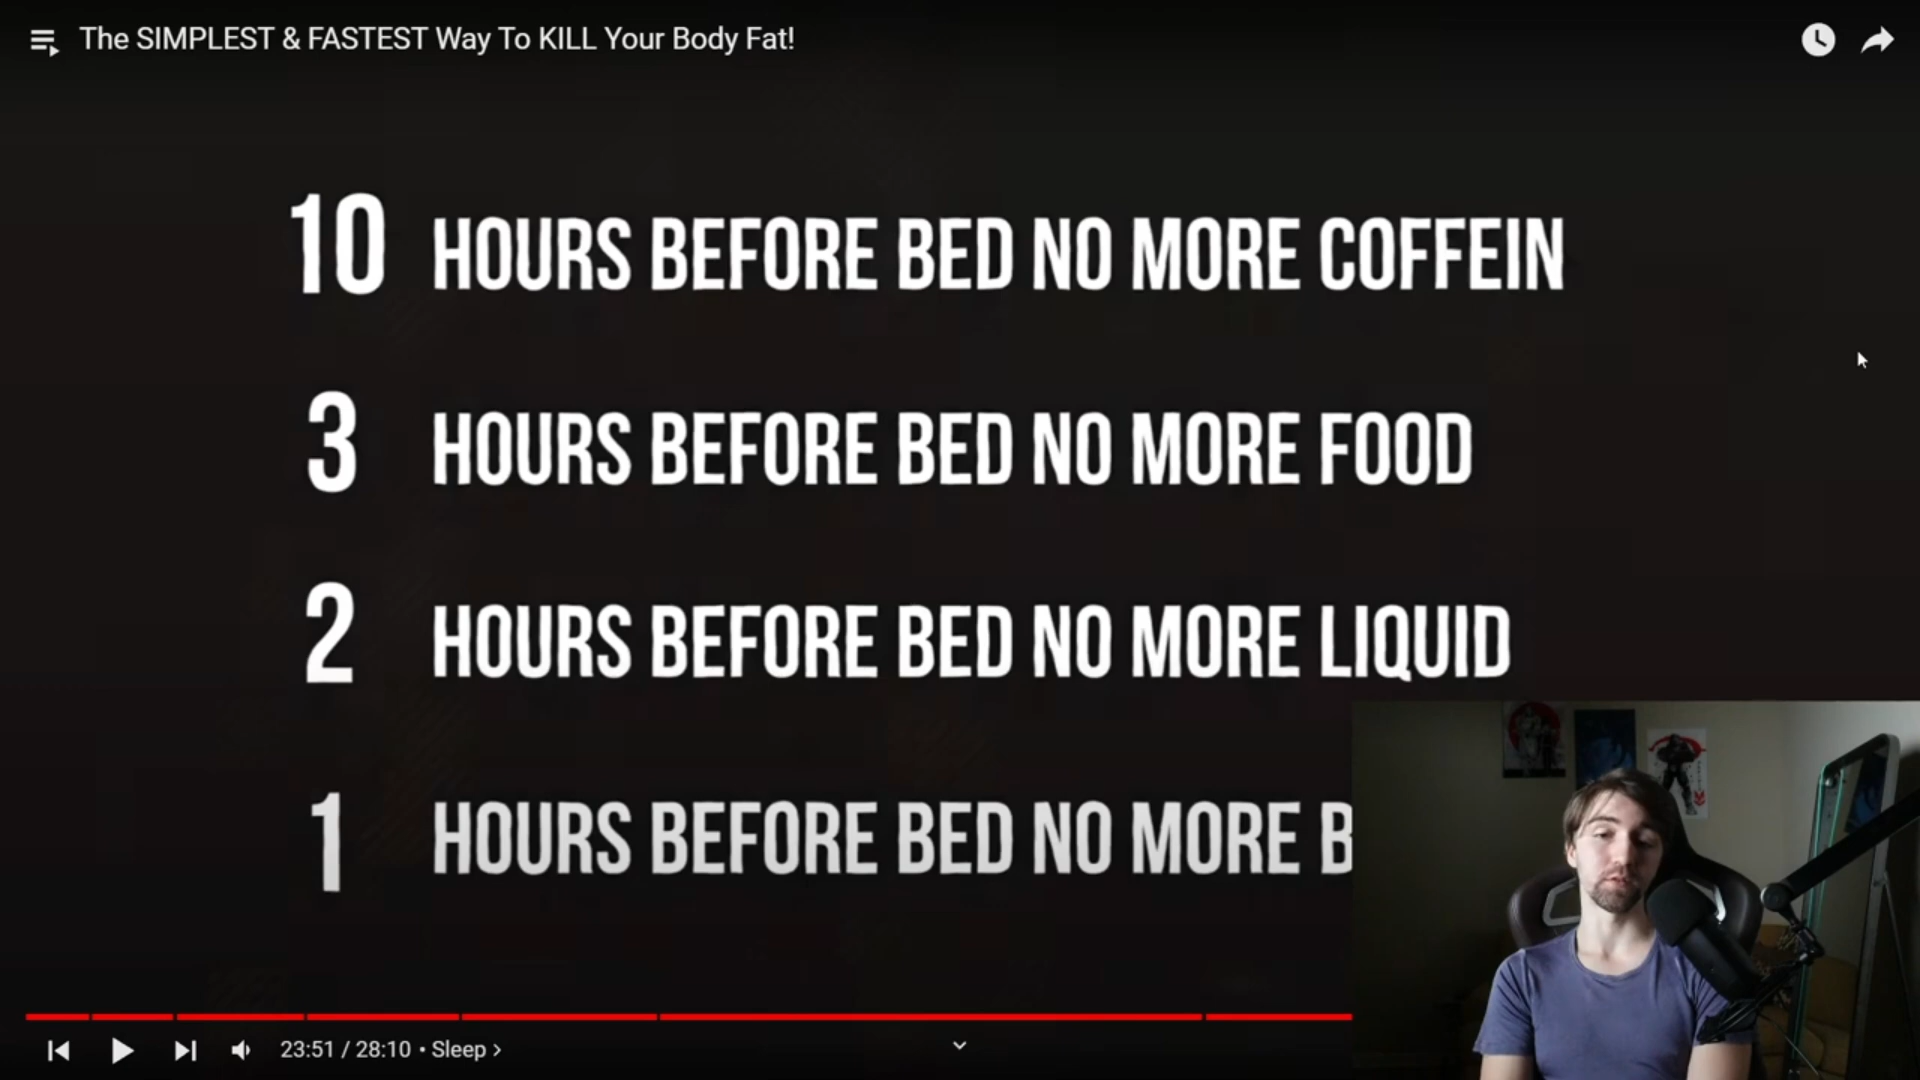 The SIMPLEST & FASTEST Way To KILL Your Body Fat!
10 HOURS BEFORE BED NO MORE COFFEIN
3 HOURS BEFORE BED NO MORE FOOD
2 HOURS BEFORE BED NO MORE LIQUID
1 HOURS BEFORE BED NO MORE B
23:51 / 28:10 • Sleep ›